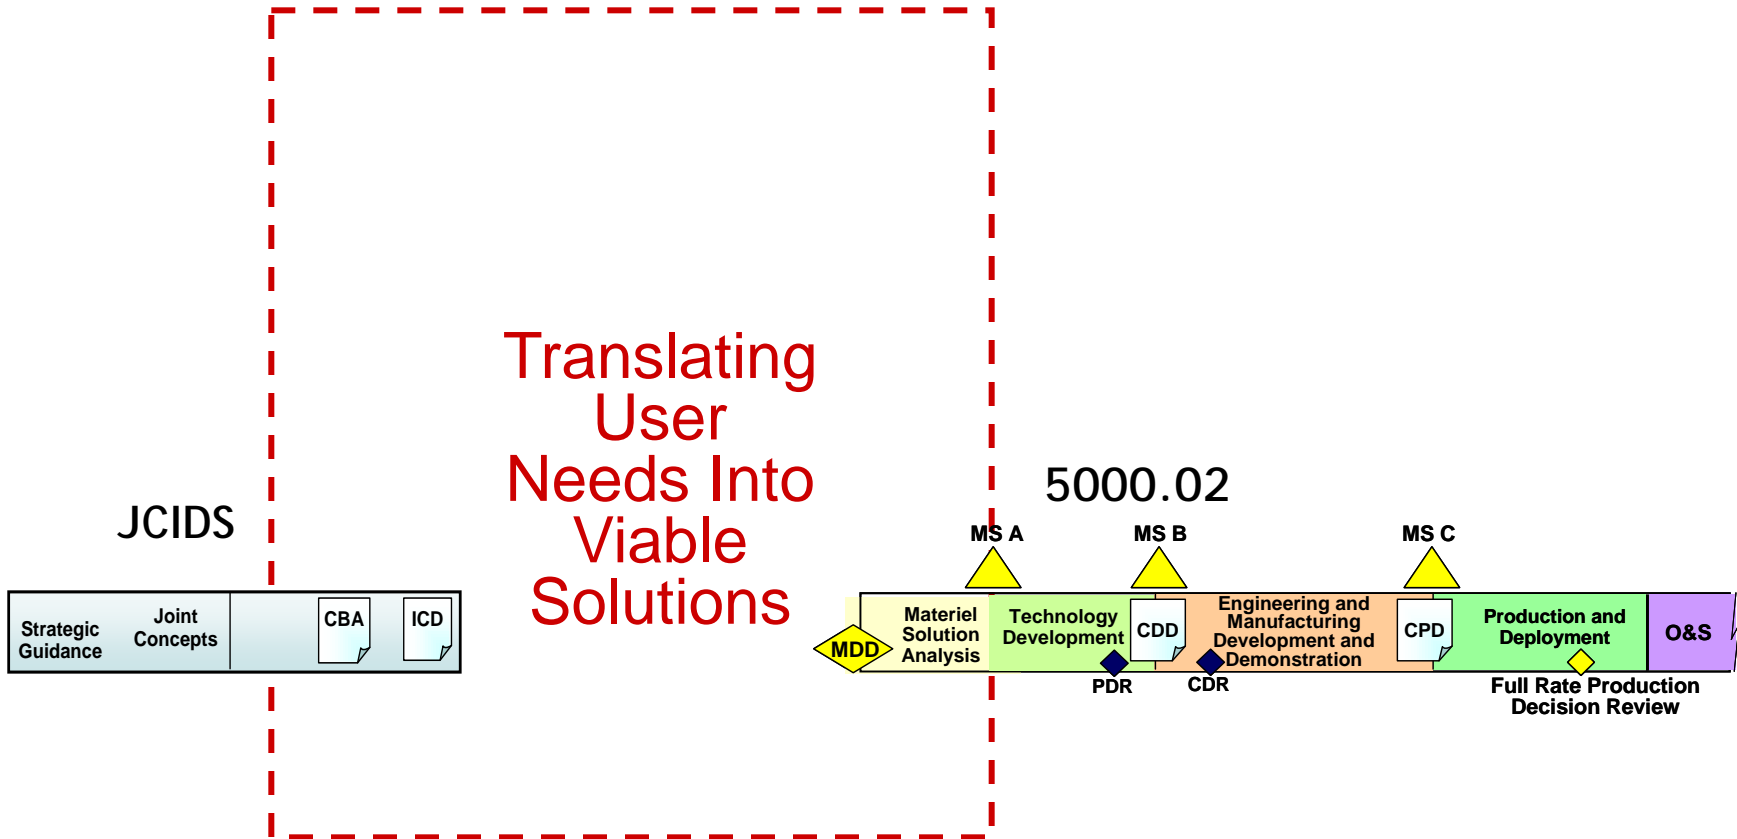 Translating
User
Needs Into
Viable
Solutions
JCIDS
Strategic
Guidance
Joint
Concepts
CBA
ICD
5000.02
MS A
MS B
MS C
MDD
Materiel
Solution
Analysis
Technology
Development
CDD
Engineering and
Manufacturing
Development and
Demonstration
CPD
Production and
Deployment
O&S
PDR
CDR
Full Rate Production
Decision Review